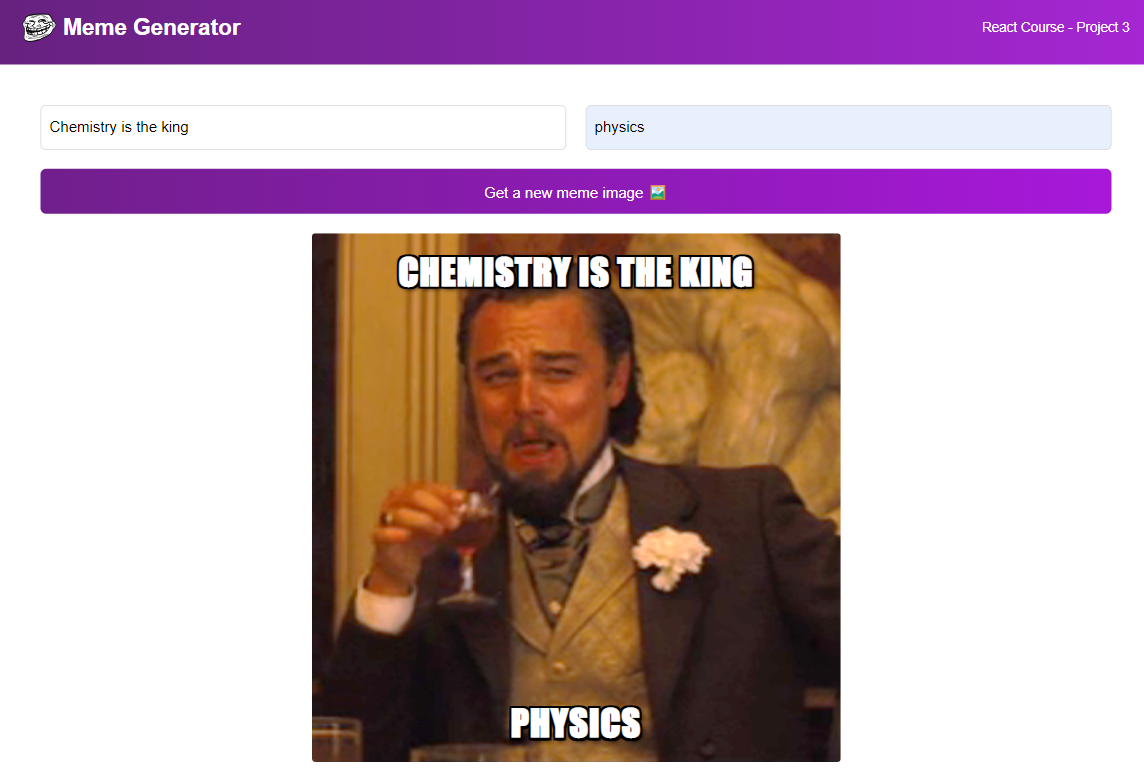 Meme Generator
React Course - Project 3
Chemistry is the king
physics
Get a new meme image
CHEMISTRY IS THE KING
PHYSICS